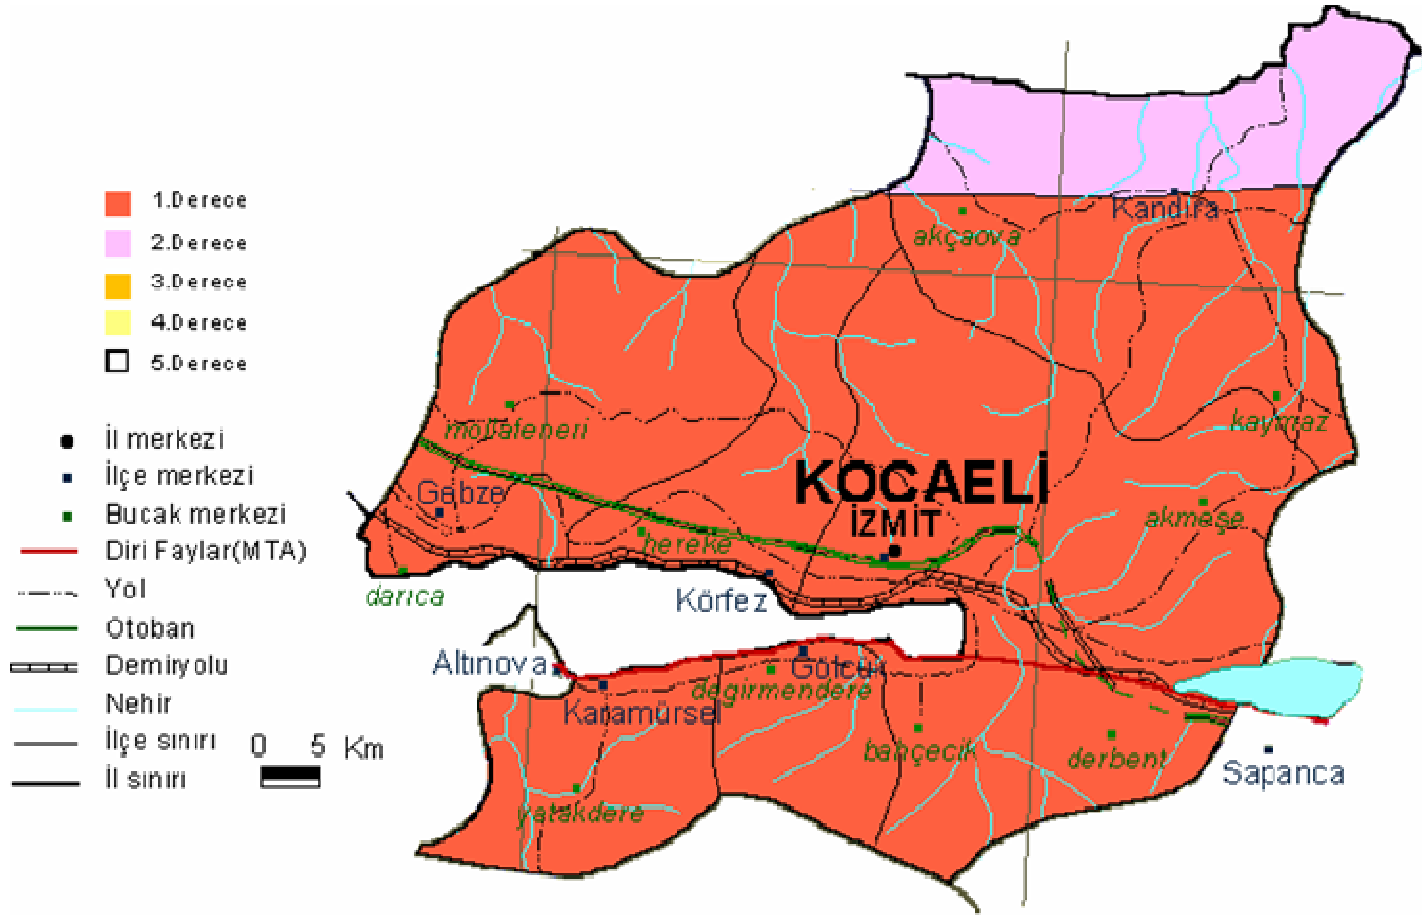 1.Derece
2.Derece
3.Derece
4.Derece
5.Derece
İl merkezi
İlçe merkezi
Bucak merkezi
Diri Faylar(MTA)
Yol
Otoban
Demiryolu
Nehir
İlçe sınırı
İl sınırı
0 5 Km
Kandıra
akçaova
mollafeneri
kaymaz
Gebze
KOCAELİ
İZMİT
akmeşe
hereke
darıca
Körfez
Altınova
Gölcük
değirmendere
Karamürsel
bahçecik
derbent
Sapanca
yalakdere